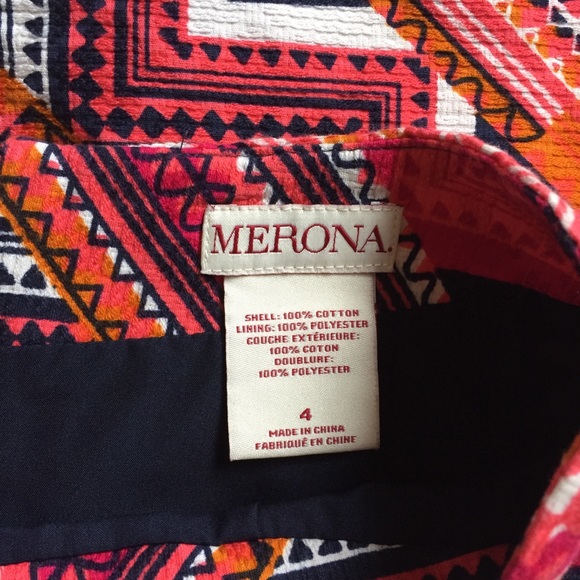 MERONA.
SHELL: 100% COTTON
LINING: 100% POLYESTER
COUCHE EXTÉRIEURE:
100% COTON
DOUBLURE:
100% POLYESTER
4
MADE IN CHINA
FABRIQUÉ EN CHINE